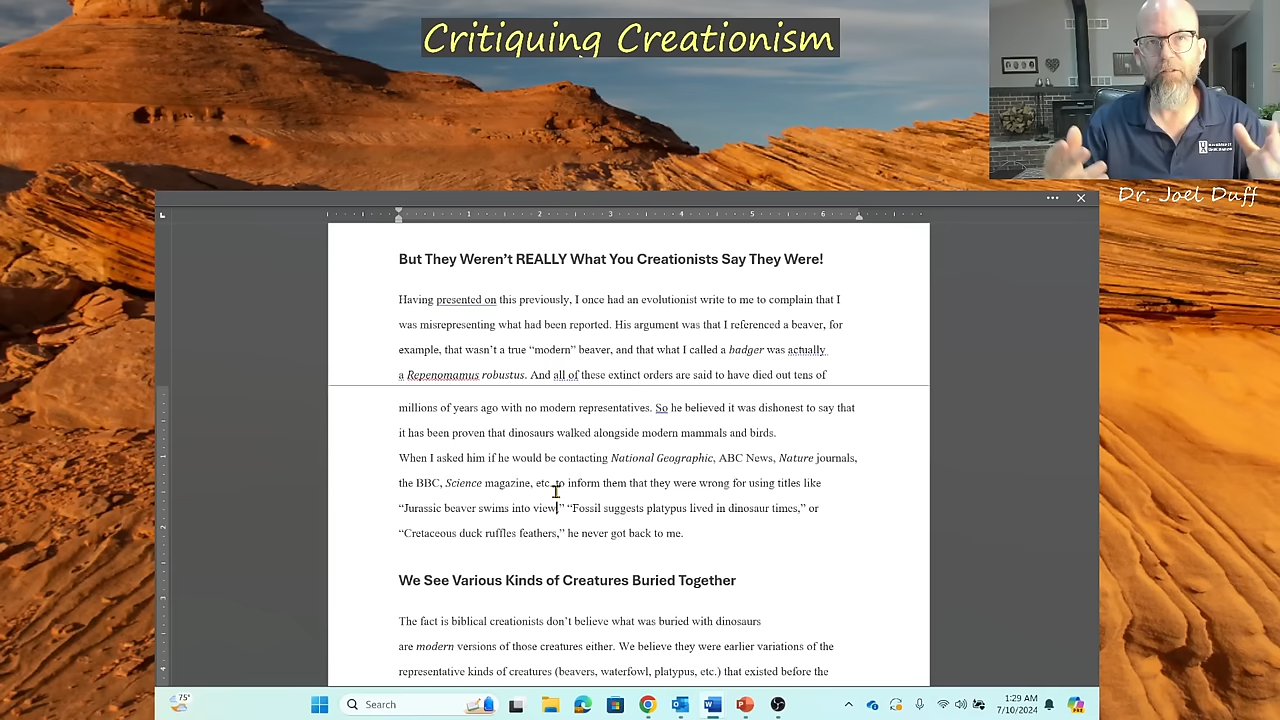 Critiquing Creationism
Dr. Joel Duff
1 2 3 4 5 6
But They Weren’t REALLY What You Creationists Say They Were!
Having presented on this previously, I once had an evolutionist write to me to complain that I
was misrepresenting what had been reported. His argument was that I referenced a beaver, for
example, that wasn’t a true “modern” beaver, and that what I called a badger was actually
a Repenomamus robustus. And all of these extinct orders are said to have died out tens of
millions of years ago with no modern representatives. So he believed it was dishonest to say that
it has been proven that dinosaurs walked alongside modern mammals and birds.
When I asked him if he would be contacting National Geographic, ABC News, Nature journals,
the BBC, Science magazine, etc. to inform them that they were wrong for using titles like
“Jurassic beaver swims into view,” “Fossil suggests platypus lived in dinosaur times,” or
“Cretaceous duck ruffles feathers,” he never got back to me.
We See Various Kinds of Creatures Buried Together
The fact is biblical creationists don’t believe what was buried with dinosaurs
are modern versions of those creatures either. We believe they were earlier variations of the
representative kinds of creatures (beavers, waterfowl, platypus, etc.) that existed before the
75°
Search
1:29 AM
7/10/2024